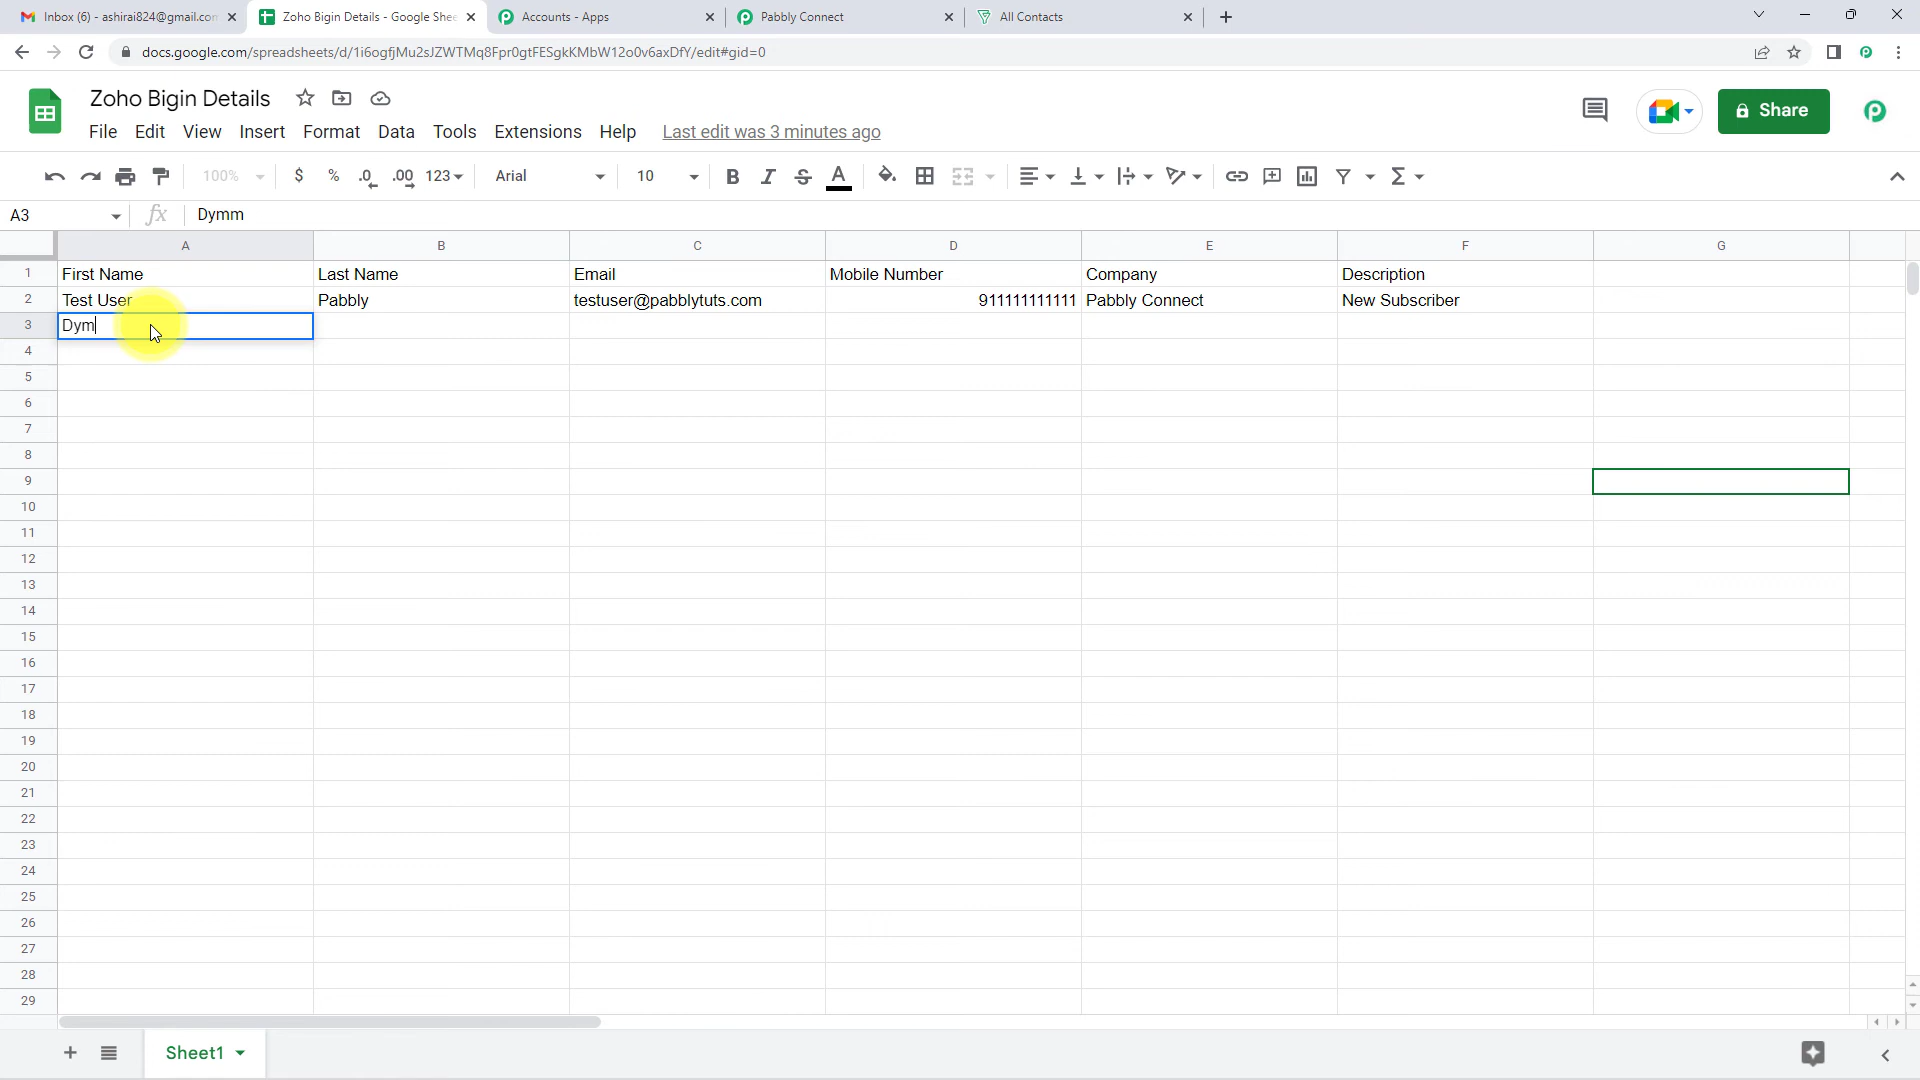 Inbox (6) - ashirai824@gmail.com
Zoho Bigin Details - Google Shee
Accounts - Apps
Pabbly Connect
All Contacts
docs.google.com/spreadsheets/d/1i6ogfjMu2sJZWTMq8Fpr0gtFESgkKMbW12o0v6axDfY/edit#gid=0
Zoho Bigin Details
File Edit View Insert Format Data Tools Extensions Help Last edit was 3 minutes ago
Share
100% $ % .0 .00 123 Arial 10 B I S A
A3 fx Dymm
A B C D E F G
1 First Name Last Name Email Mobile Number Company Description
2 Test User Pabbly testuser@pabblytuts.com 911111111111 Pabbly Connect New Subscriber
3 Dym
4
5
6
7
8
9
10
11
12
13
14
15
16
17
18
19
20
21
22
23
24
25
26
27
28
29
Sheet1